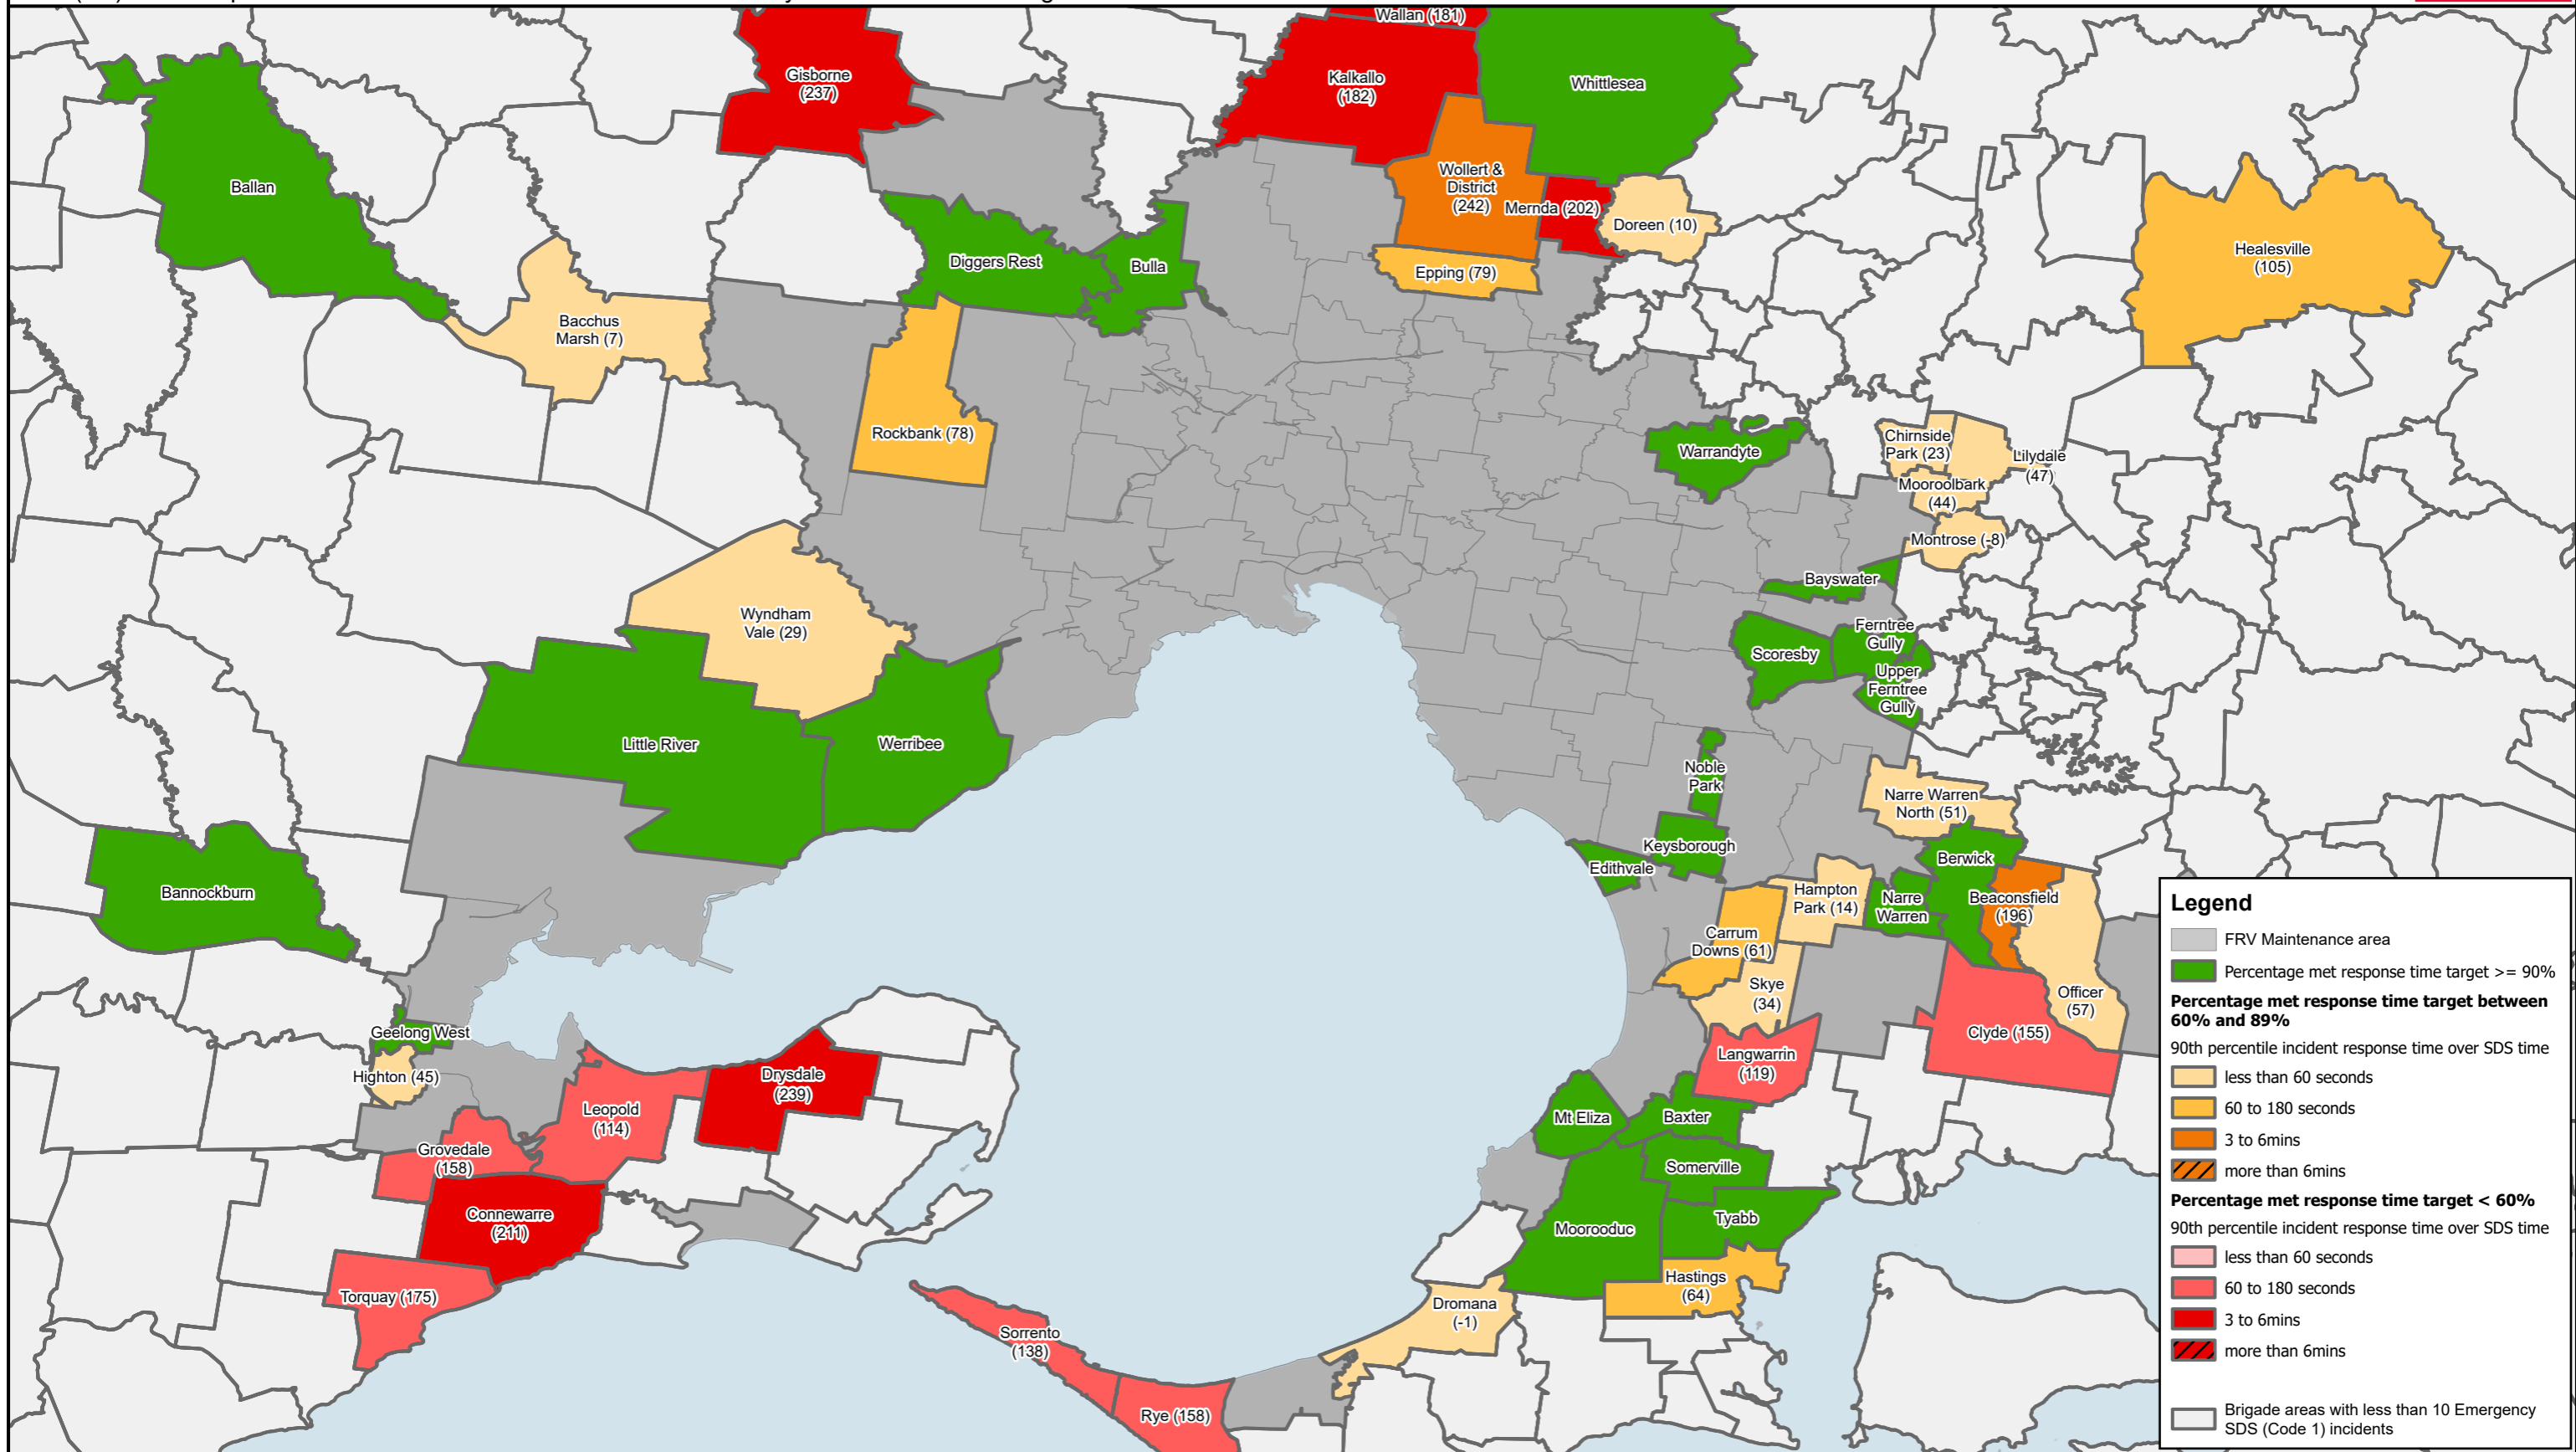 Wallan (181)
Gisborne
(237)
Kalkallo
(182)
Whittlesea
Ballan
Wollert &
District
(242)
Mernda (202)
Doreen (10)
Healesville
(105)
Diggers Rest
Bulla
Epping (79)
Bacchus
Marsh (7)
Rockbank (78)
Warrandyte
Chirnside
Park (23)
Lilydale
(47)
Mooroolbark
(44)
Montrose (-8)
Bayswater
Wyndham
Vale (29)
Ferntree
Gully
Scoresby
Upper
Ferntree
Gully
Little River
Werribee
Noble
Park
Narre Warren
North (51)
Keysborough
Berwick
Edithvale
Bannockburn
Hampton
Park (14)
Narre
Warren
Beaconsfield
(196)
Carrum
Downs (61)
Skye
(34)
Officer
(57)
Geelong West
Clyde (155)
Highton (45)
Langwarrin
(119)
Drysdale
(239)
Leopold
(114)
Mt Eliza
Baxter
Grovedale
(158)
Somerville
Connewarre
(211)
Moorooduc
Tyabb
Torquay (175)
Hastings
(64)
Dromana
(-1)
Sorrento
(138)
Rye (158)
Legend
FRV Maintenance area
Percentage met response time target >= 90%
Percentage met response time target between
60% and 89%
90th percentile incident response time over SDS time
less than 60 seconds
60 to 180 seconds
3 to 6mins
more than 6mins
Percentage met response time target < 60%
90th percentile incident response time over SDS time
less than 60 seconds
60 to 180 seconds
3 to 6mins
more than 6mins
Brigade areas with less than 10 Emergency
SDS (Code 1) incidents